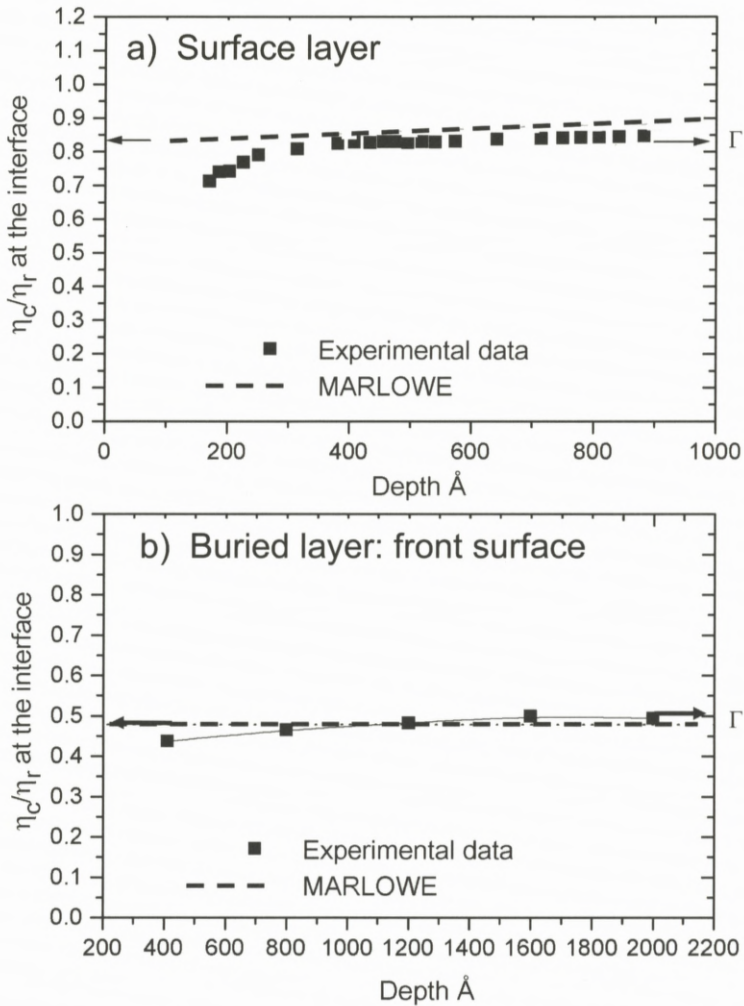 a) Surface layer
1.2
1.1
1.0
0.9
0.8
0.7
0.6
0.5
0.4
0.3
0.2
0.1
0.0
ηc/ηr at the interface
Γ
Experimental data
MARLOWE
0 200 400 600 800 1000
Depth Å
b) Buried layer: front surface
1.0
0.9
0.8
0.7
0.6
0.5
0.4
0.3
0.2
0.1
0.0
ηc/ηr at the interface
Γ
Experimental data
MARLOWE
200 400 600 800 1000 1200 1400 1600 1800 2000 2200
Depth Å